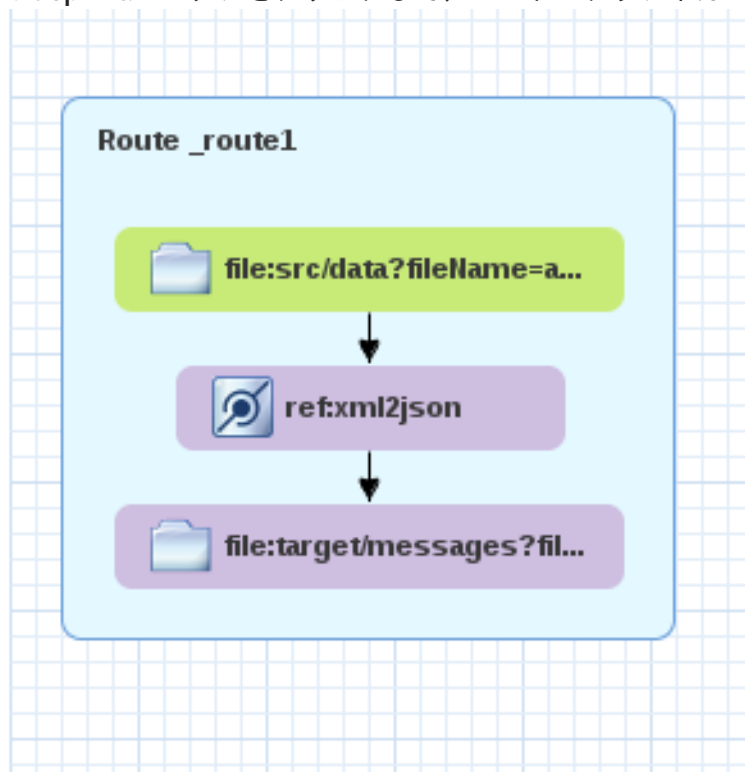 Route _route1
file:src/data?fileName=a...
ref:xml2json
file:target/messages?fil...